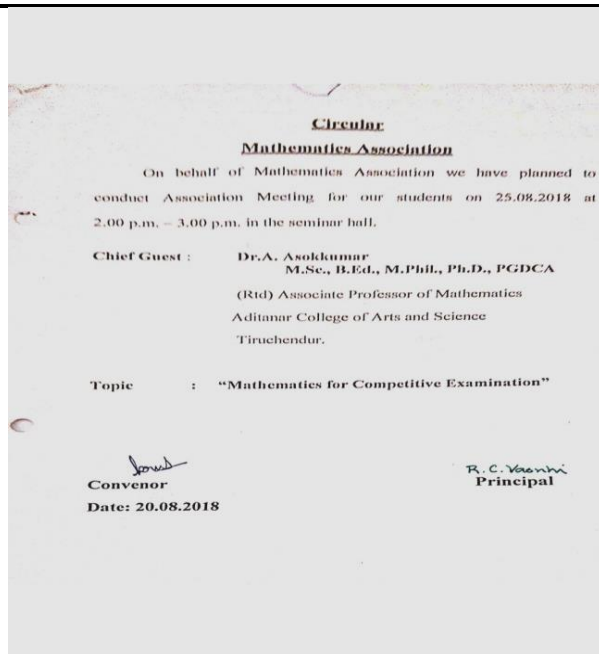 Circular
Mathematics Association
On behalf of Mathematics Association we have planned to
conduct Association Meeting for our students on 25.08.2018 at
2.00 p.m. – 3.00 p.m. in the seminar hall.
Chief Guest : Dr.A. Asokkumar
M.Sc., B.Ed., M.Phil., Ph.D., PGDCA
(Rtd) Associate Professor of Mathematics
Aditanar College of Arts and Science
Tiruchendur.
Topic : “Mathematics for Competitive Examination”
R. C.
Convenor Principal
Date: 20.08.2018